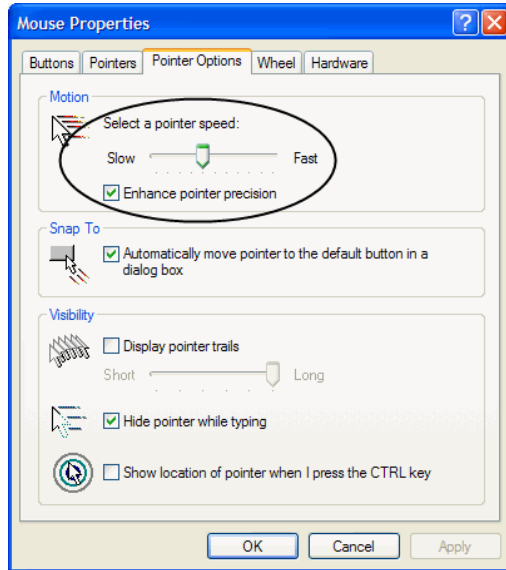 Mouse Properties
Buttons Pointers Pointer Options Wheel Hardware
Motion
Select a pointer speed:
Slow Fast
Enhance pointer precision
Snap To
Automatically move pointer to the default button in a
dialog box
Visibility
Display pointer trails
Short Long
Hide pointer while typing
Show location of pointer when I press the CTRL key
OK Cancel Apply